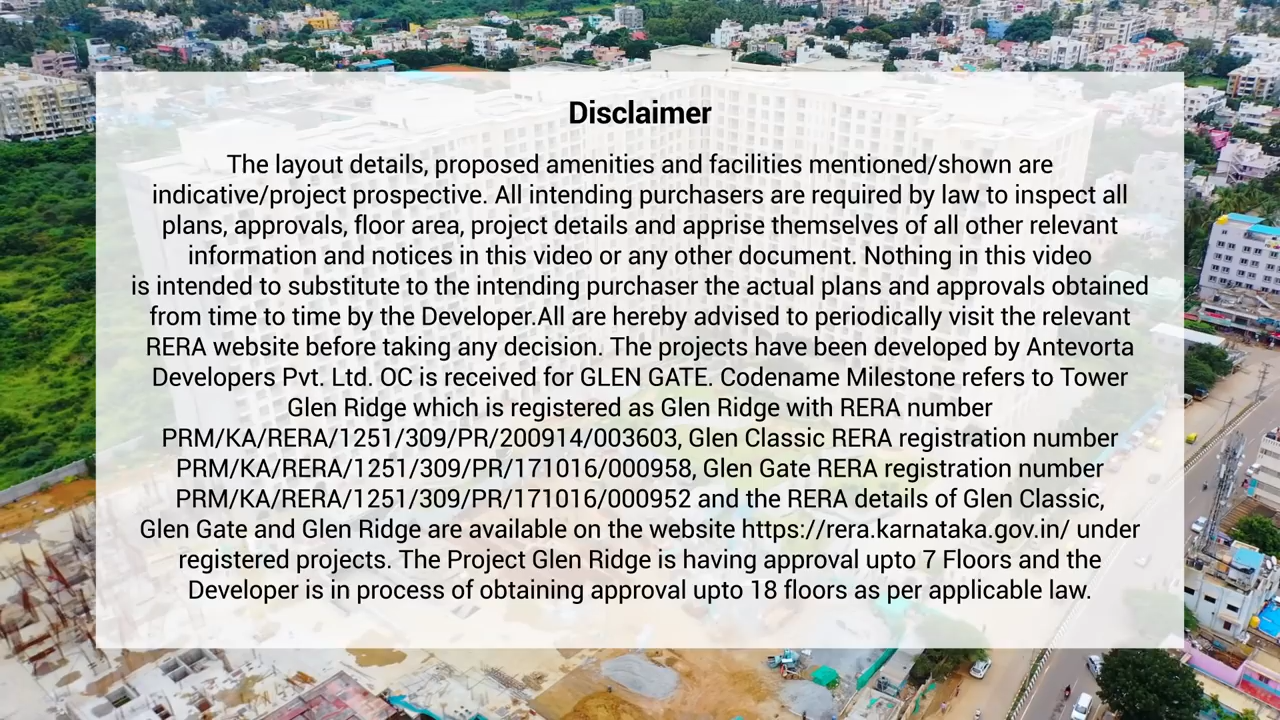 Disclaimer
The layout details, proposed amenities and facilities mentioned/shown are
indicative/project prospective. All intending purchasers are required by law to inspect all
plans, approvals, floor area, project details and apprise themselves of all other relevant
information and notices in this video or any other document. Nothing in this video
is intended to substitute to the intending purchaser the actual plans and approvals obtained
from time to time by the Developer.All are hereby advised to periodically visit the relevant
RERA website before taking any decision. The projects have been developed by Antevorta
Developers Pvt. Ltd. OC is received for GLEN GATE. Codename Milestone refers to Tower
Glen Ridge which is registered as Glen Ridge with RERA number
PRM/KA/RERA/1251/309/PR/200914/003603, Glen Classic RERA registration number
PRM/KA/RERA/1251/309/PR/171016/000958, Glen Gate RERA registration number
PRM/KA/RERA/1251/309/PR/171016/000952 and the RERA details of Glen Classic,
Glen Gate and Glen Ridge are available on the website https://rera.karnataka.gov.in/ under
registered projects. The Project Glen Ridge is having approval upto 7 Floors and the
Developer is in process of obtaining approval upto 18 floors as per applicable law.